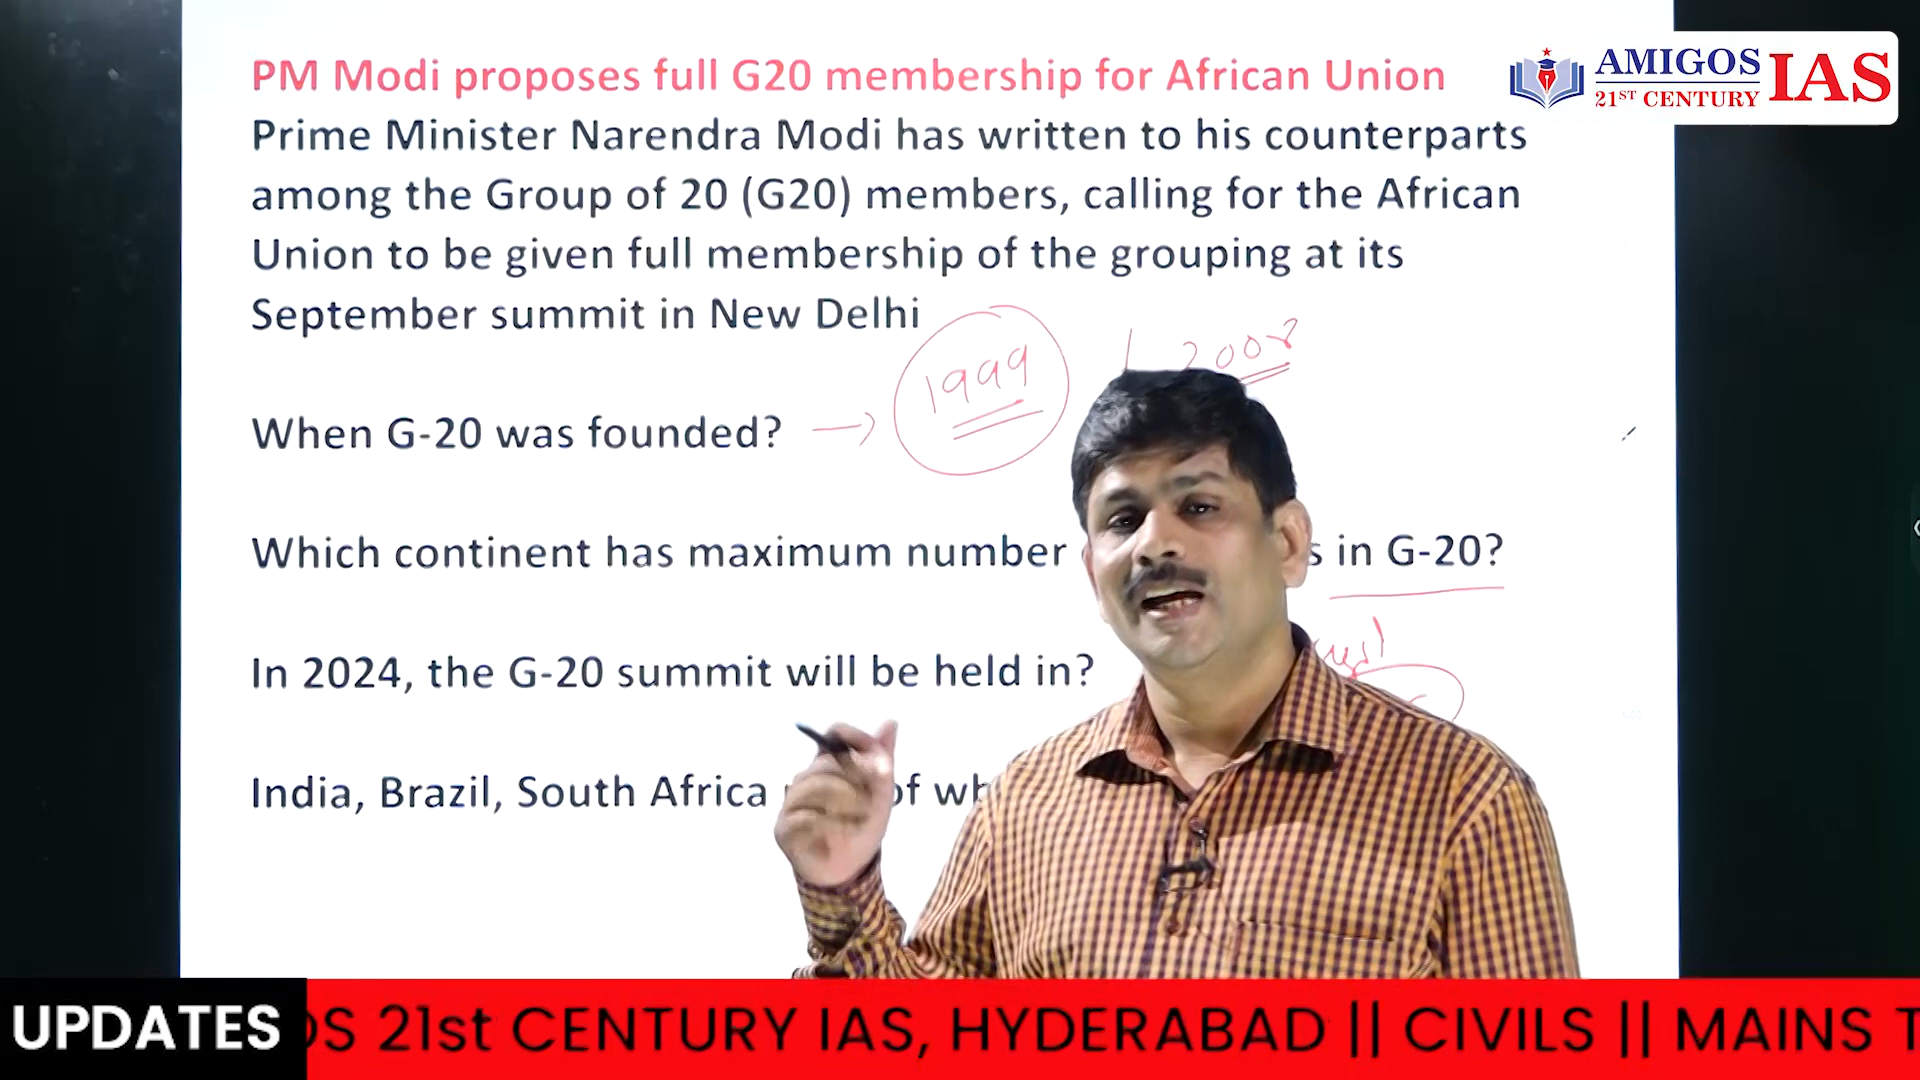 PM Modi proposes full G20 membership for African Union
AMIGOS
21ST CENTURY
IAS
Prime Minister Narendra Modi has written to his counterparts
among the Group of 20 (G20) members, calling for the African
Union to be given full membership of the grouping at its
September summit in New Delhi
1999
2008
When G-20 was founded?
Which continent has maximum number s in G-20?
In 2024, the G-20 summit will be held in?
India, Brazil, South Africa of wh
UPDATES
OS 21st CENTURY IAS, HYDERABAD || CIVILS || MAINS T